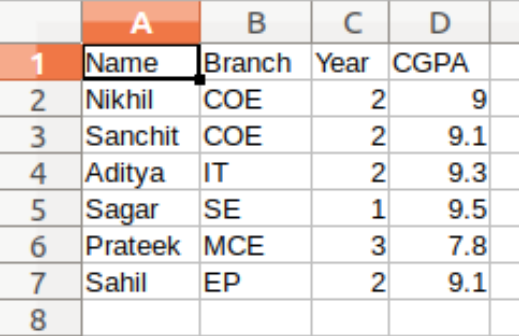 A B C D
1 Name Branch Year CGPA
2 Nikhil COE 2 9
3 Sanchit COE 2 9.1
4 Aditya IT 2 9.3
5 Sagar SE 1 9.5
6 Prateek MCE 3 7.8
7 Sahil EP 2 9.1
8